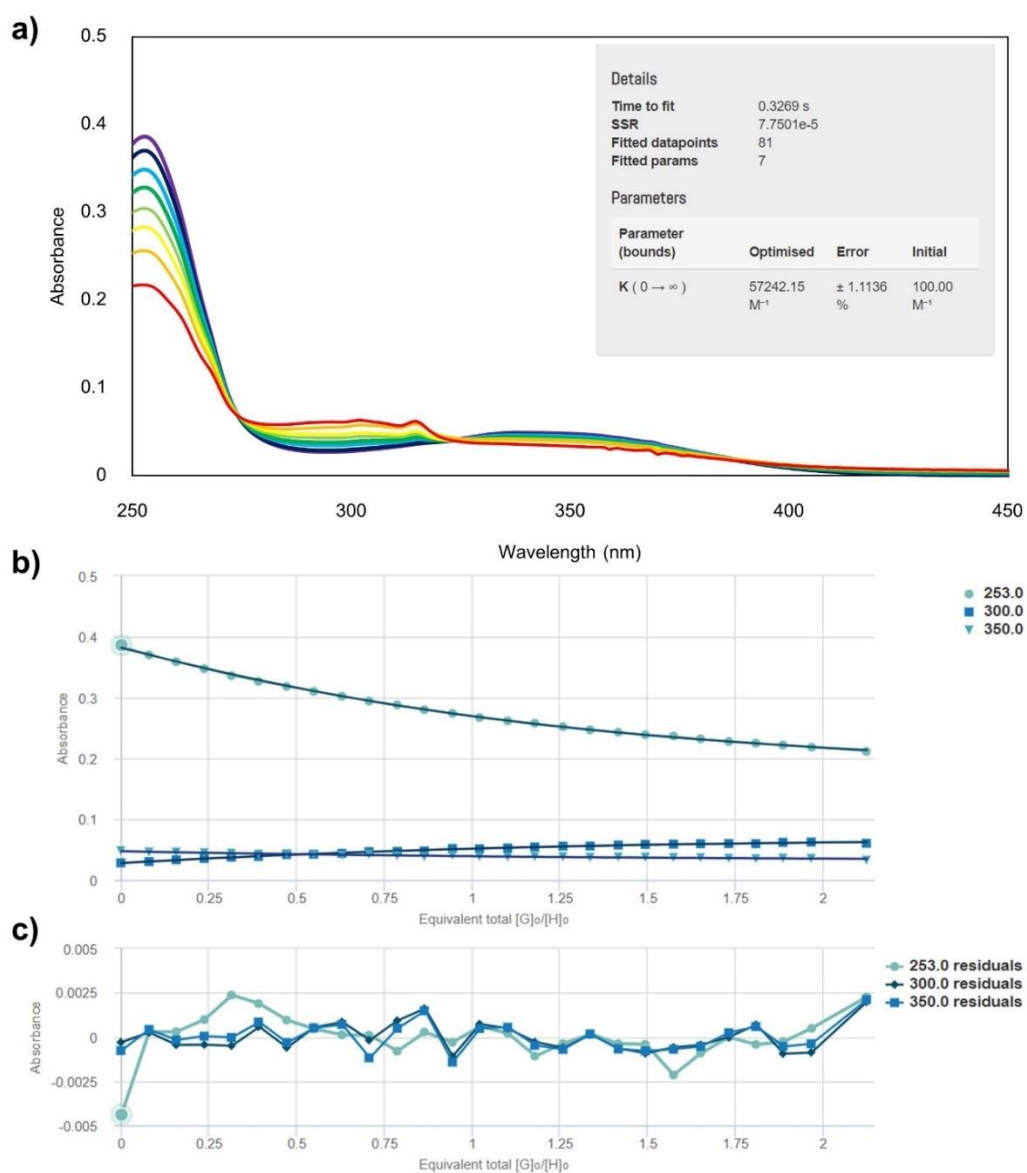 a)
0.5
0.4
0.3
0.2
0.1
0
Absorbance
250
300
350
400
450
Wavelength (nm)
Details
Time to fit 0.3269 s
SSR 7.7501e-5
Fitted datapoints 81
Fitted params 7
Parameters
Parameter (bounds) Optimised Error Initial
K ( 0 → ∞ ) 57242.15 ± 1.1136 100.00
M⁻¹ % M⁻¹
b)
0.5
0.4
0.3
0.2
0.1
0
Absorbance
0 0.25 0.5 0.75 1 1.25 1.5 1.75 2
Equivalent total [G]₀/[H]₀
253.0
300.0
350.0
c)
0.005
0.0025
0
-0.0025
-0.005
Absorbance
0 0.25 0.5 0.75 1 1.25 1.5 1.75 2
Equivalent total [G]₀/[H]₀
253.0 residuals
300.0 residuals
350.0 residuals